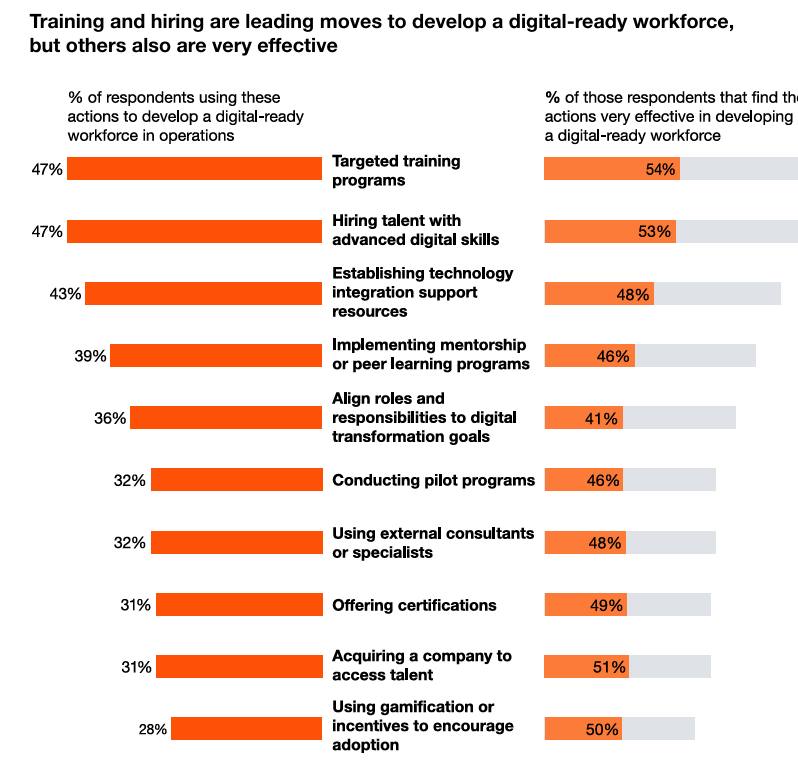 Training and hiring are leading moves to develop a digital-ready workforce,
but others also are very effective
% of respondents using these
actions to develop a digital-ready
workforce in operations
% of those respondents that find
actions very effective in developing
a digital-ready workforce
47%
Targeted training
programs
54%
47%
Hiring talent with
advanced digital skills
53%
43%
Establishing technology
integration support
resources
48%
39%
Implementing mentorship
or peer learning programs
46%
36%
Align roles and
responsibilities to digital
transformation goals
41%
32%
Conducting pilot programs
46%
32%
Using external consultants
or specialists
48%
31%
Offering certifications
49%
31%
Acquiring a company to
access talent
51%
28%
Using gamification or
incentives to encourage
adoption
50%